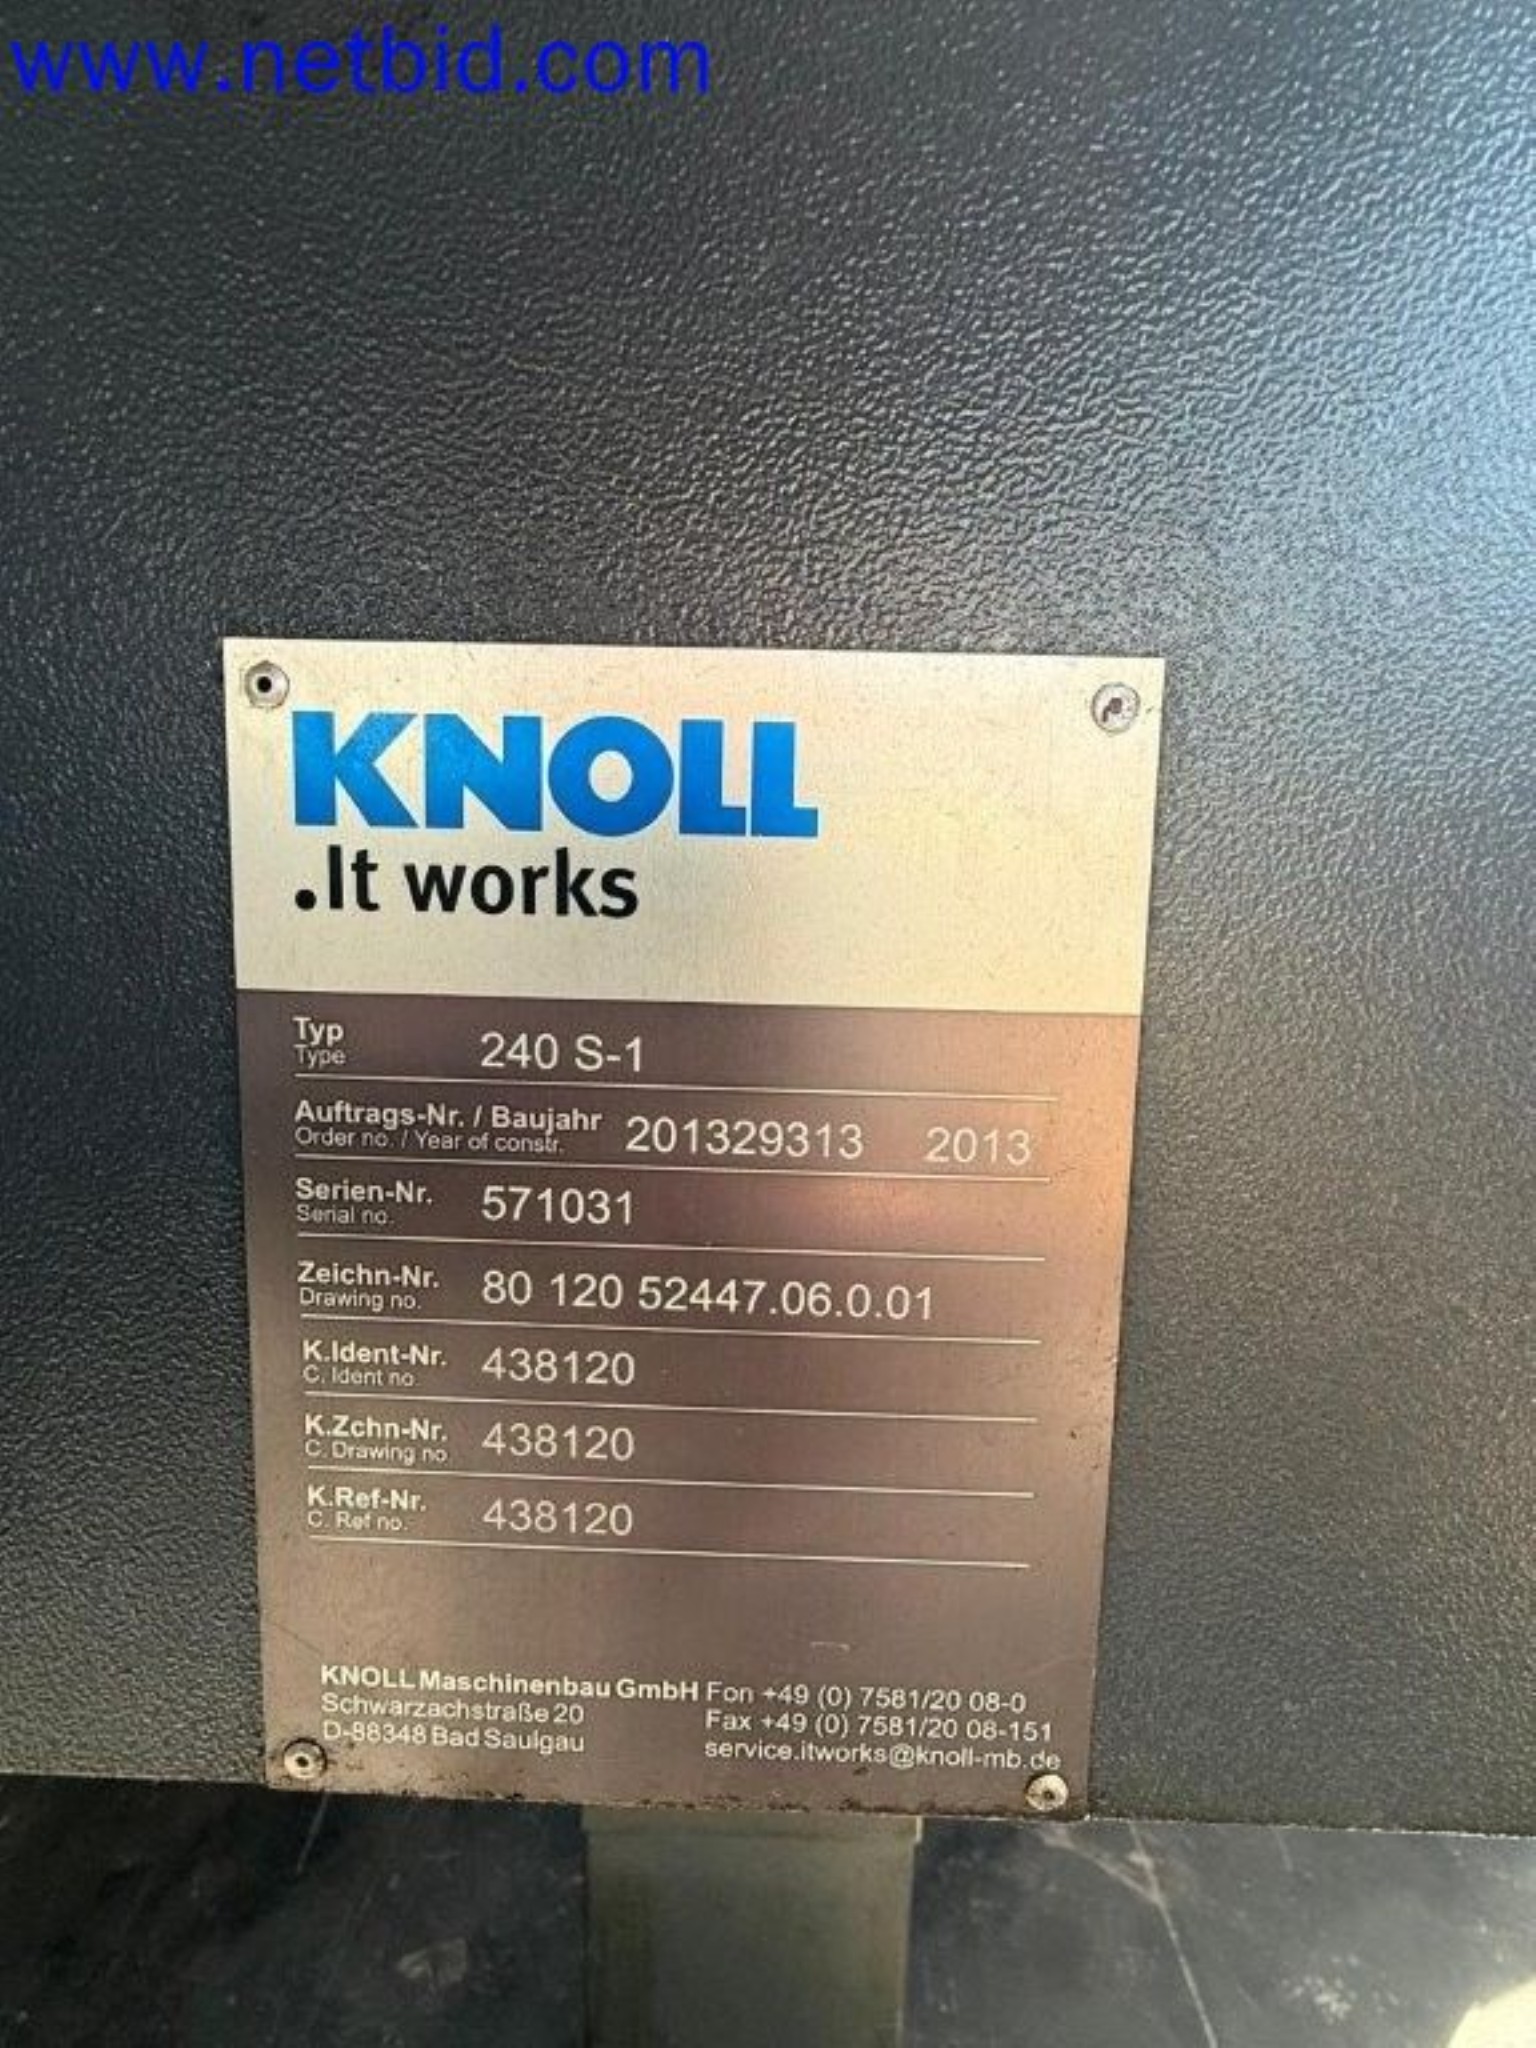 www.netbid.com
KNOLL
.It works
Typ
Type
240 S-1
Auftrags-Nr. / Baujahr
Order no. / Year of constr.
201329313 2013
Serien-Nr.
Serial no.
571031
Zeichn-Nr.
Drawing no.
80 120 52447.06.0.01
K.Ident-Nr.
C. Ident no.
438120
K.Zchn-Nr.
C. Drawing no.
438120
K.Ref-Nr.
C. Ref no.
438120
KNOLL Maschinenbau GmbH
Schwarzachstraße 20
D-88348 Bad Saulgau
Fon +49 (0) 7581/20 08-0
Fax +49 (0) 7581/20 08-151
service.itworks@knoll-mb.de